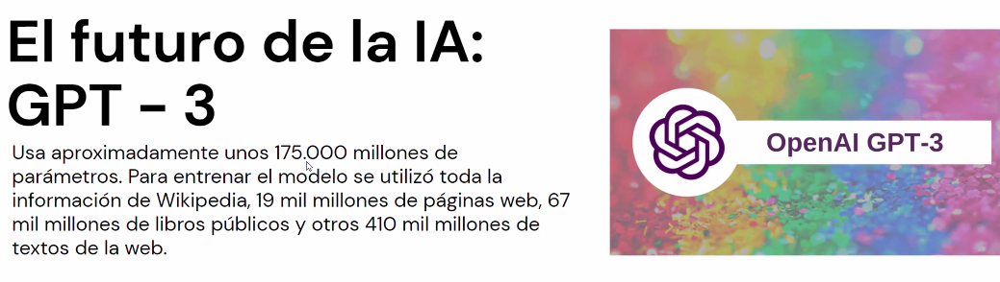 El futuro de la IA:
GPT - 3
Usa aproximadamente unos 175.000 millones de
parámetros. Para entrenar el modelo se utilizó toda la
información de Wikipedia, 19 mil millones de páginas web, 67
mil millones de libros públicos y otros 410 mil millones de
textos de la web.
OpenAI GPT-3